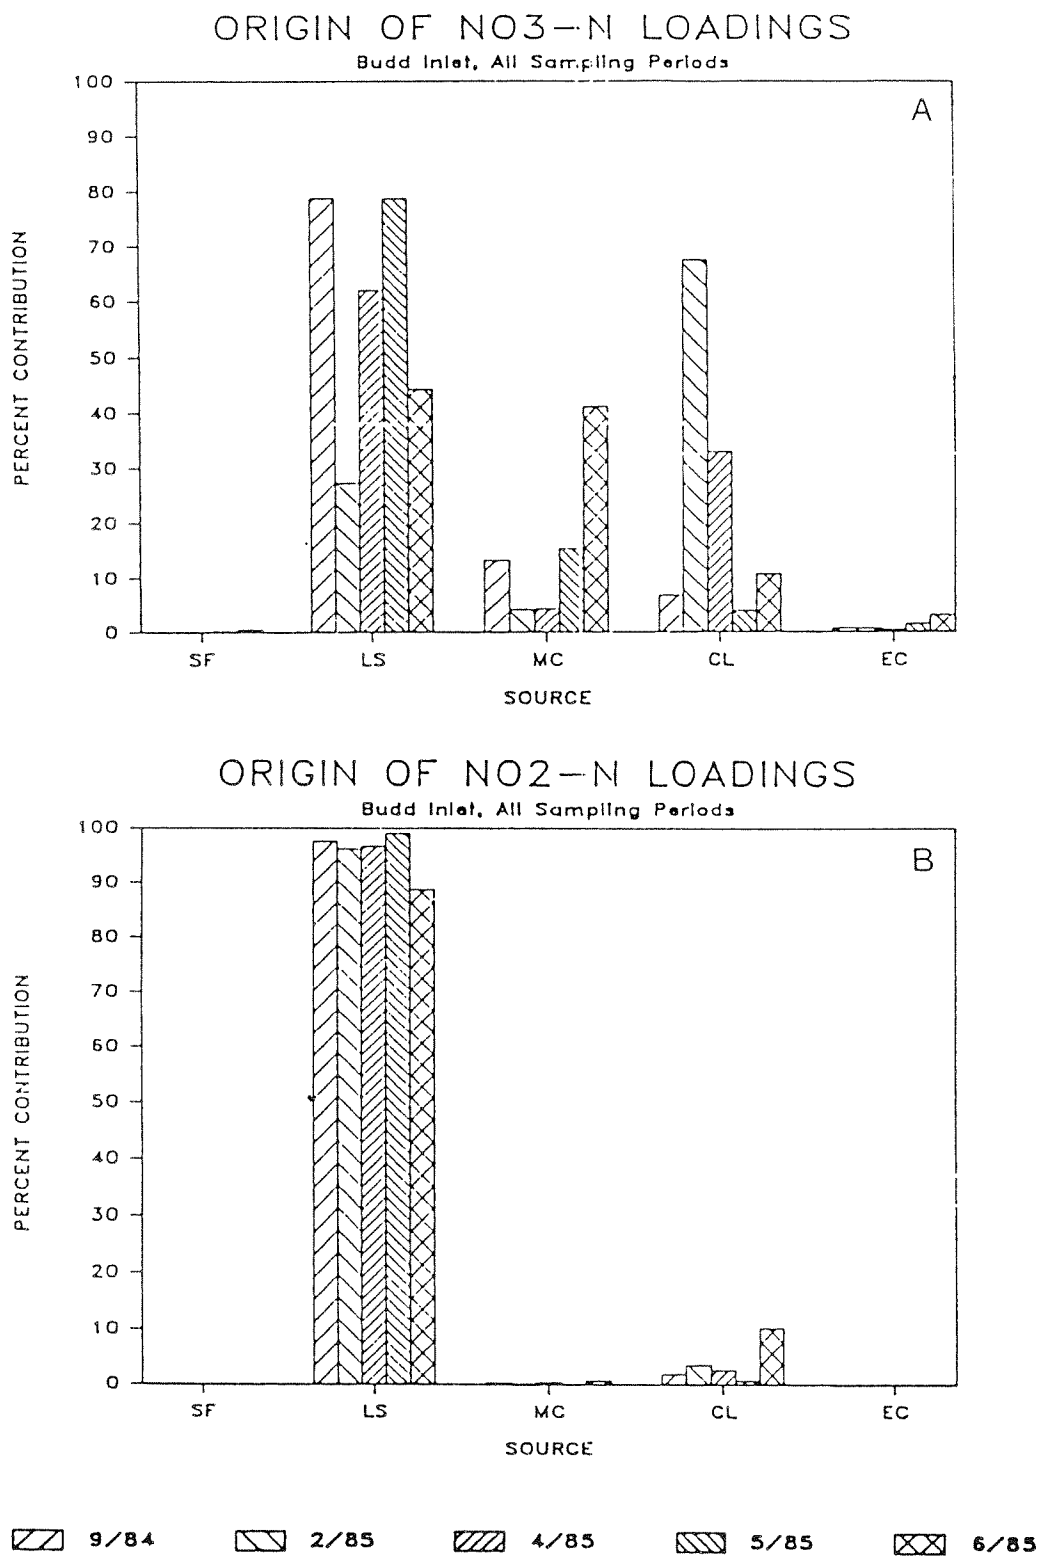 ORIGIN OF NO3-N LOADINGS
Budd Inlet, All Sampling Periods
A
100
90
80
70
60
50
40
30
20
10
0
PERCENT CONTRIBUTION
SF LS MC CL EC
SOURCE
ORIGIN OF NO2-N LOADINGS
Budd Inlet, All Sampling Periods
B
100
90
80
70
60
50
40
30
20
10
0
PERCENT CONTRIBUTION
SF LS MC CL EC
SOURCE
9/84 2/85 4/85 5/85 6/85